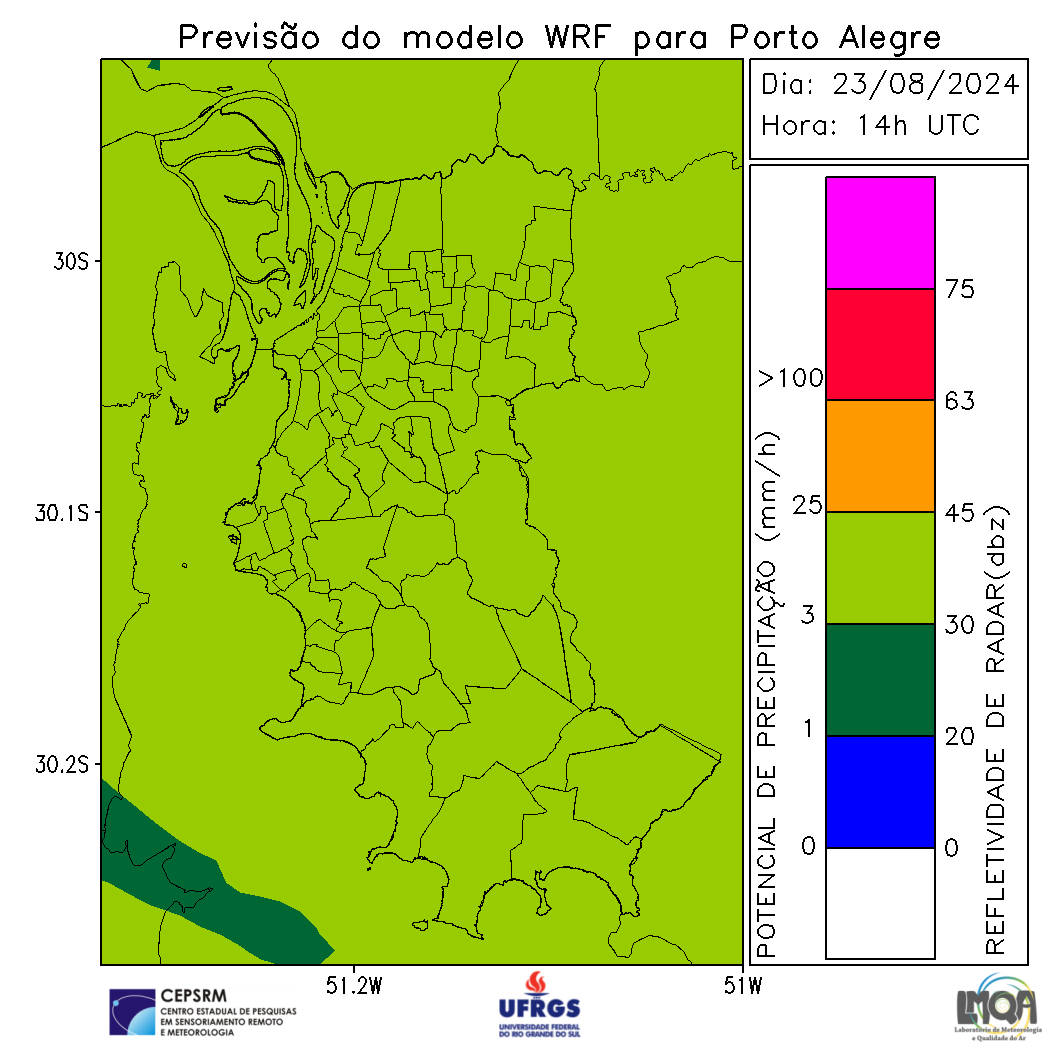 Previsão do modelo WRF para Porto Alegre
Dia: 23/08/2024
Hora: 14h UTC
30S
30.1S
30.2S
51.2W
51W
POTENCIAL DE PRECIPITAÇÃO (mm/h)
>100
25
3
1
0
75
63
45
30
20
0
REFLETIVIDADE DE RADAR(dbz)
CEPSRM
CENTRO ESTADUAL DE PESQUISAS
EM SENSORIAMENTO REMOTO
E METEOROLOGIA
UFRGS
UNIVERSIDADE FEDERAL
DO RIO GRANDE DO SUL
LMQA
Laboratório de Meteorologia
e Qualidade do Ar